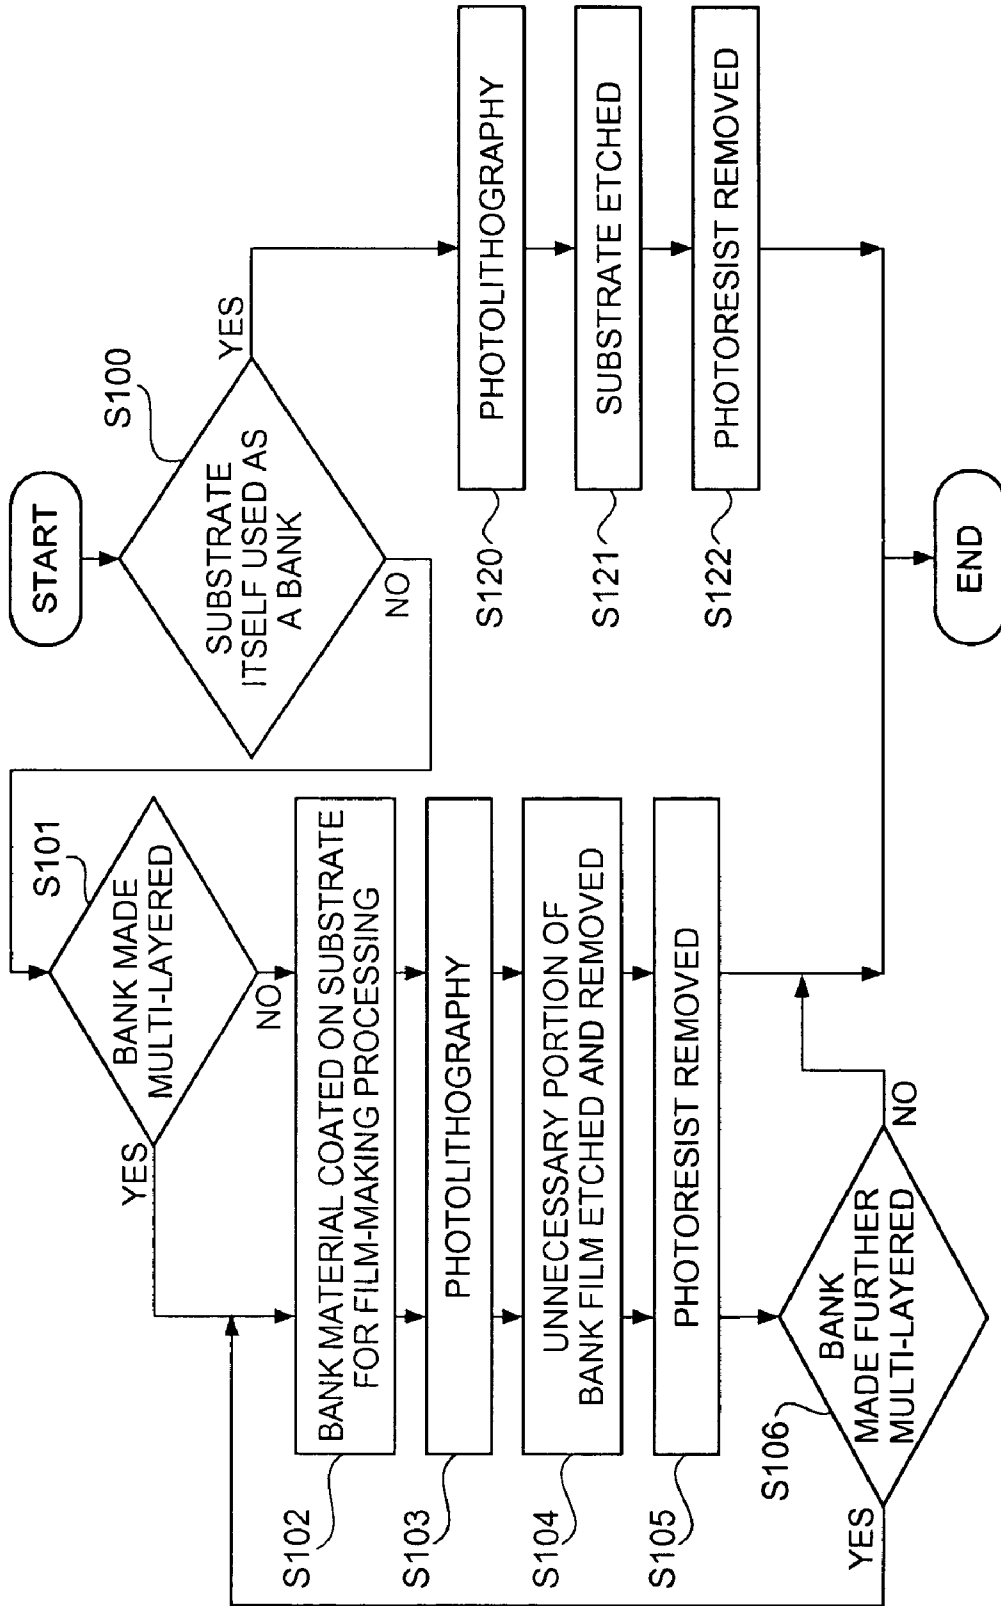 START
SUBSTRATE
ITSELF USED AS
A BANK
S100
YES
NO
BANK MADE
MULTI-LAYERED
S101
YES
NO
BANK MATERIAL COATED ON SUBSTRATE
FOR FILM-MAKING PROCESSING
S102
PHOTOLITHOGRAPHY
S103
UNNECESSARY PORTION OF
BANK FILM ETCHED AND REMOVED
S104
PHOTORESIST REMOVED
S105
BANK
MADE FURTHER
MULTI-LAYERED
S106
YES
NO
PHOTOLITHOGRAPHY
S120
SUBSTRATE ETCHED
S121
PHOTORESIST REMOVED
S122
END